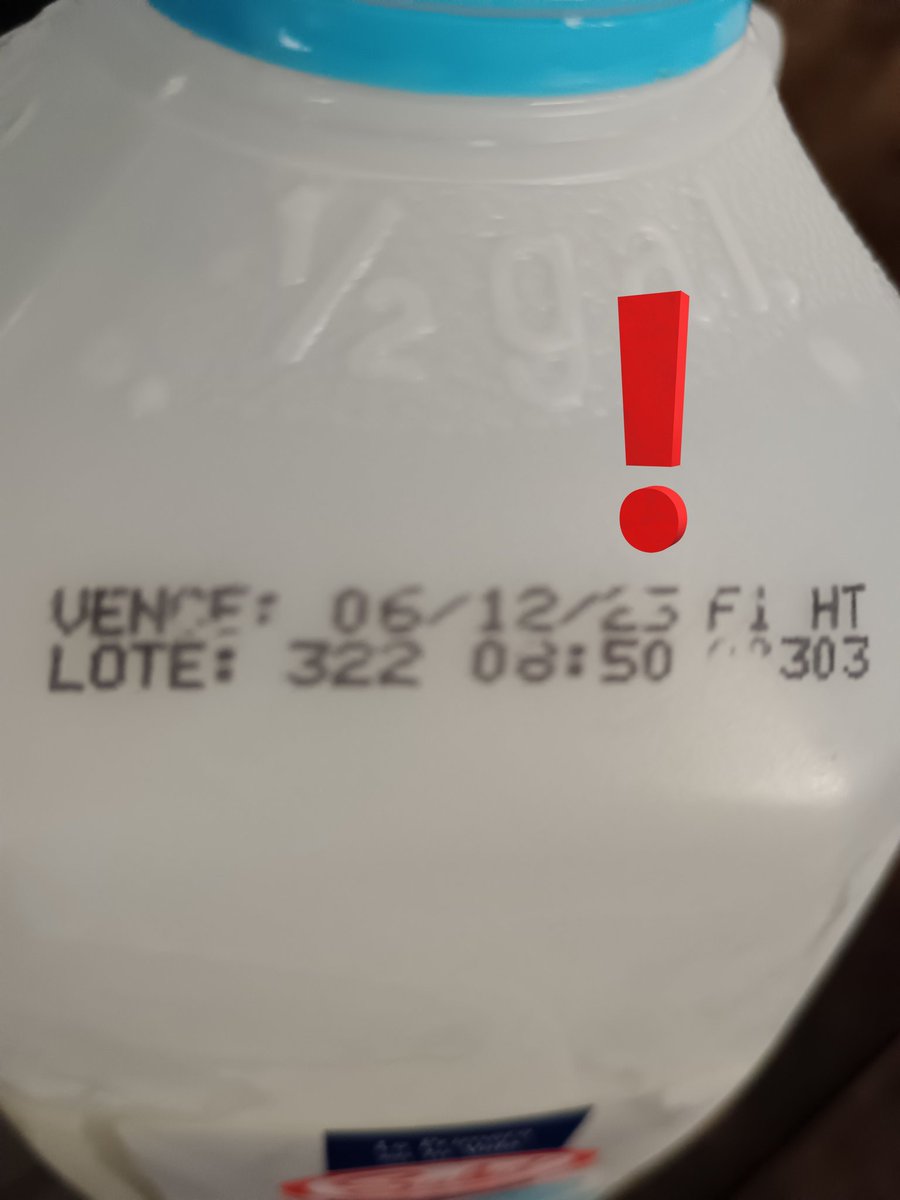 1/2 gal.
VENCE: 06/12/23 F1 HT
LOTE: 322 08:50 303